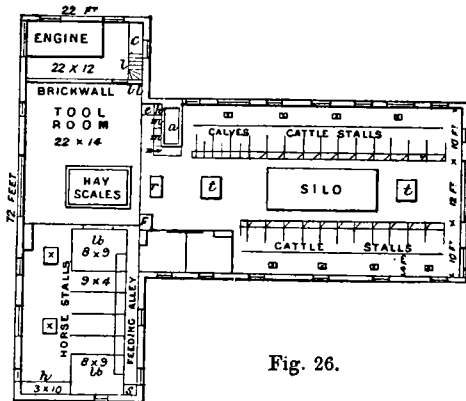 22 FT
ENGINE
c
22 × 12
l
BRICKWALL
ll
TOOL
ROOM
22 × 14
e
m
m
m
a
CALVES
CATTLE STALLS
10 FT
HAY
SCALES
r
t
SILO
t
12 FT
72 FEET
F
CATTLE STALLS
10 FT
x
lb
8 × 9
9 × 4
HORSE STALLS
FEEDING ALLEY
x
8 × 9
lb
h
3 × 10
s
Fig. 26.